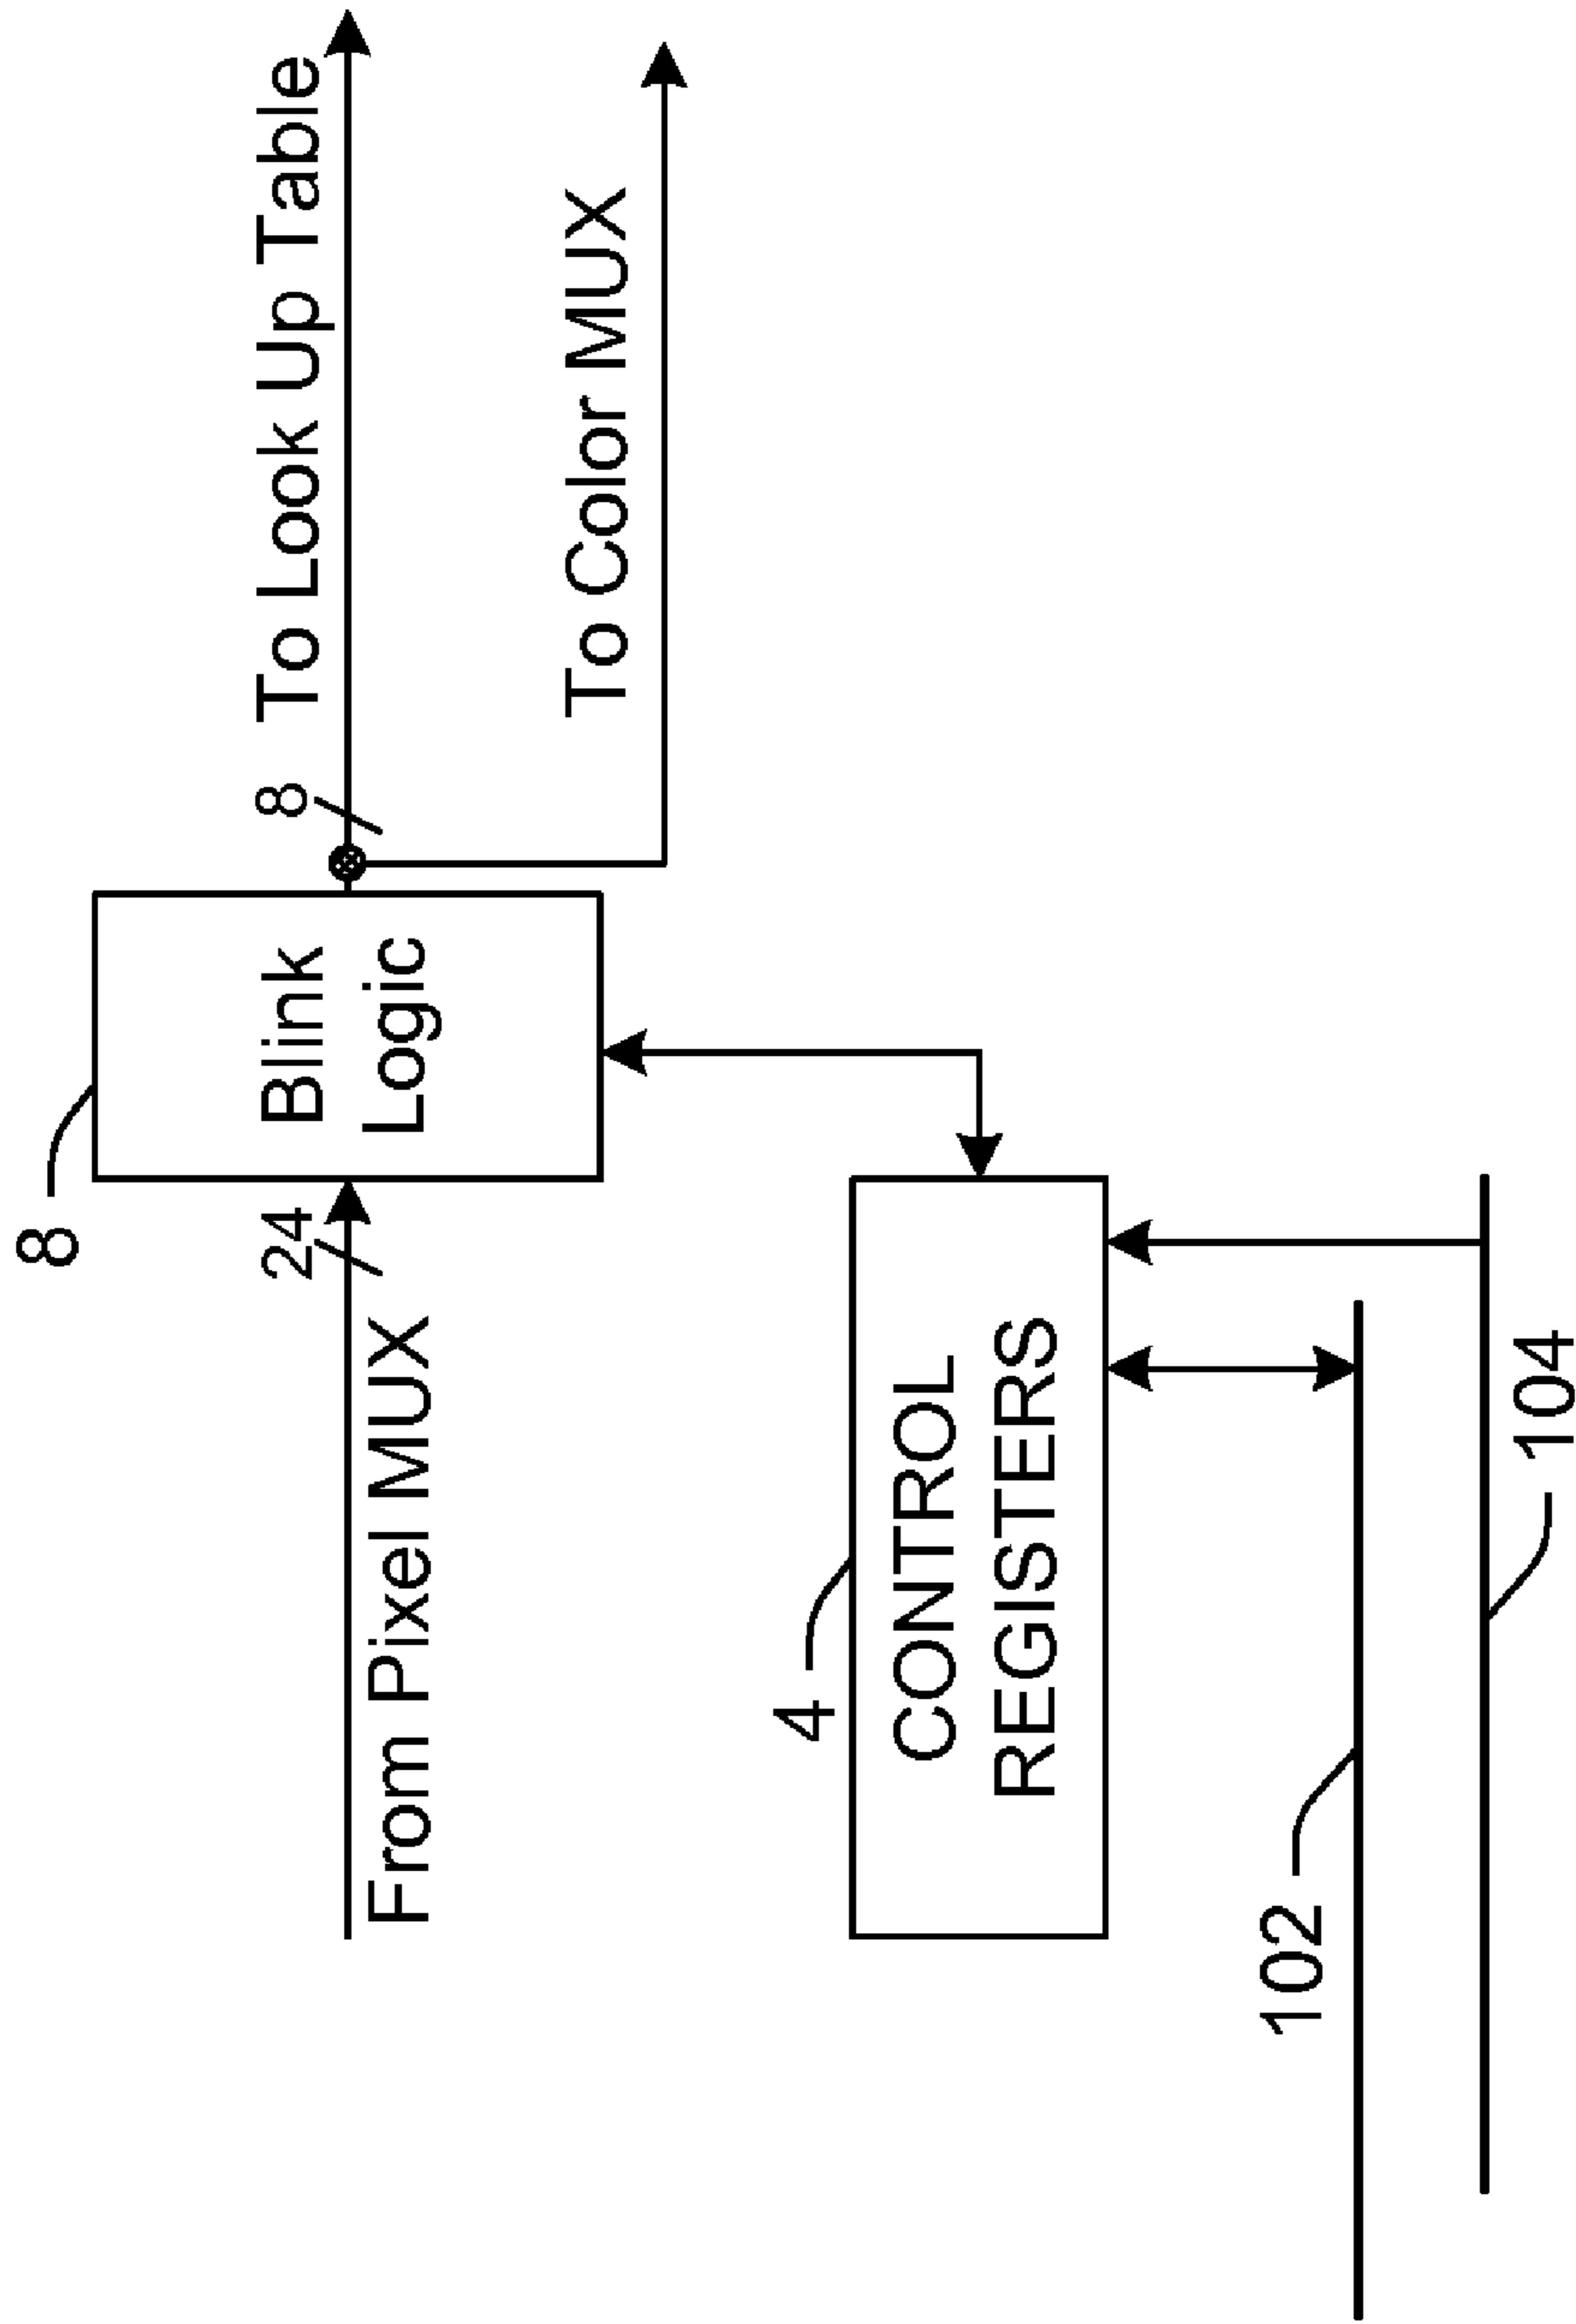 8
24
8
To Look Up Table
Blink
Logic
From Pixel MUX
To Color MUX
4
CONTROL
REGISTERS
102
104